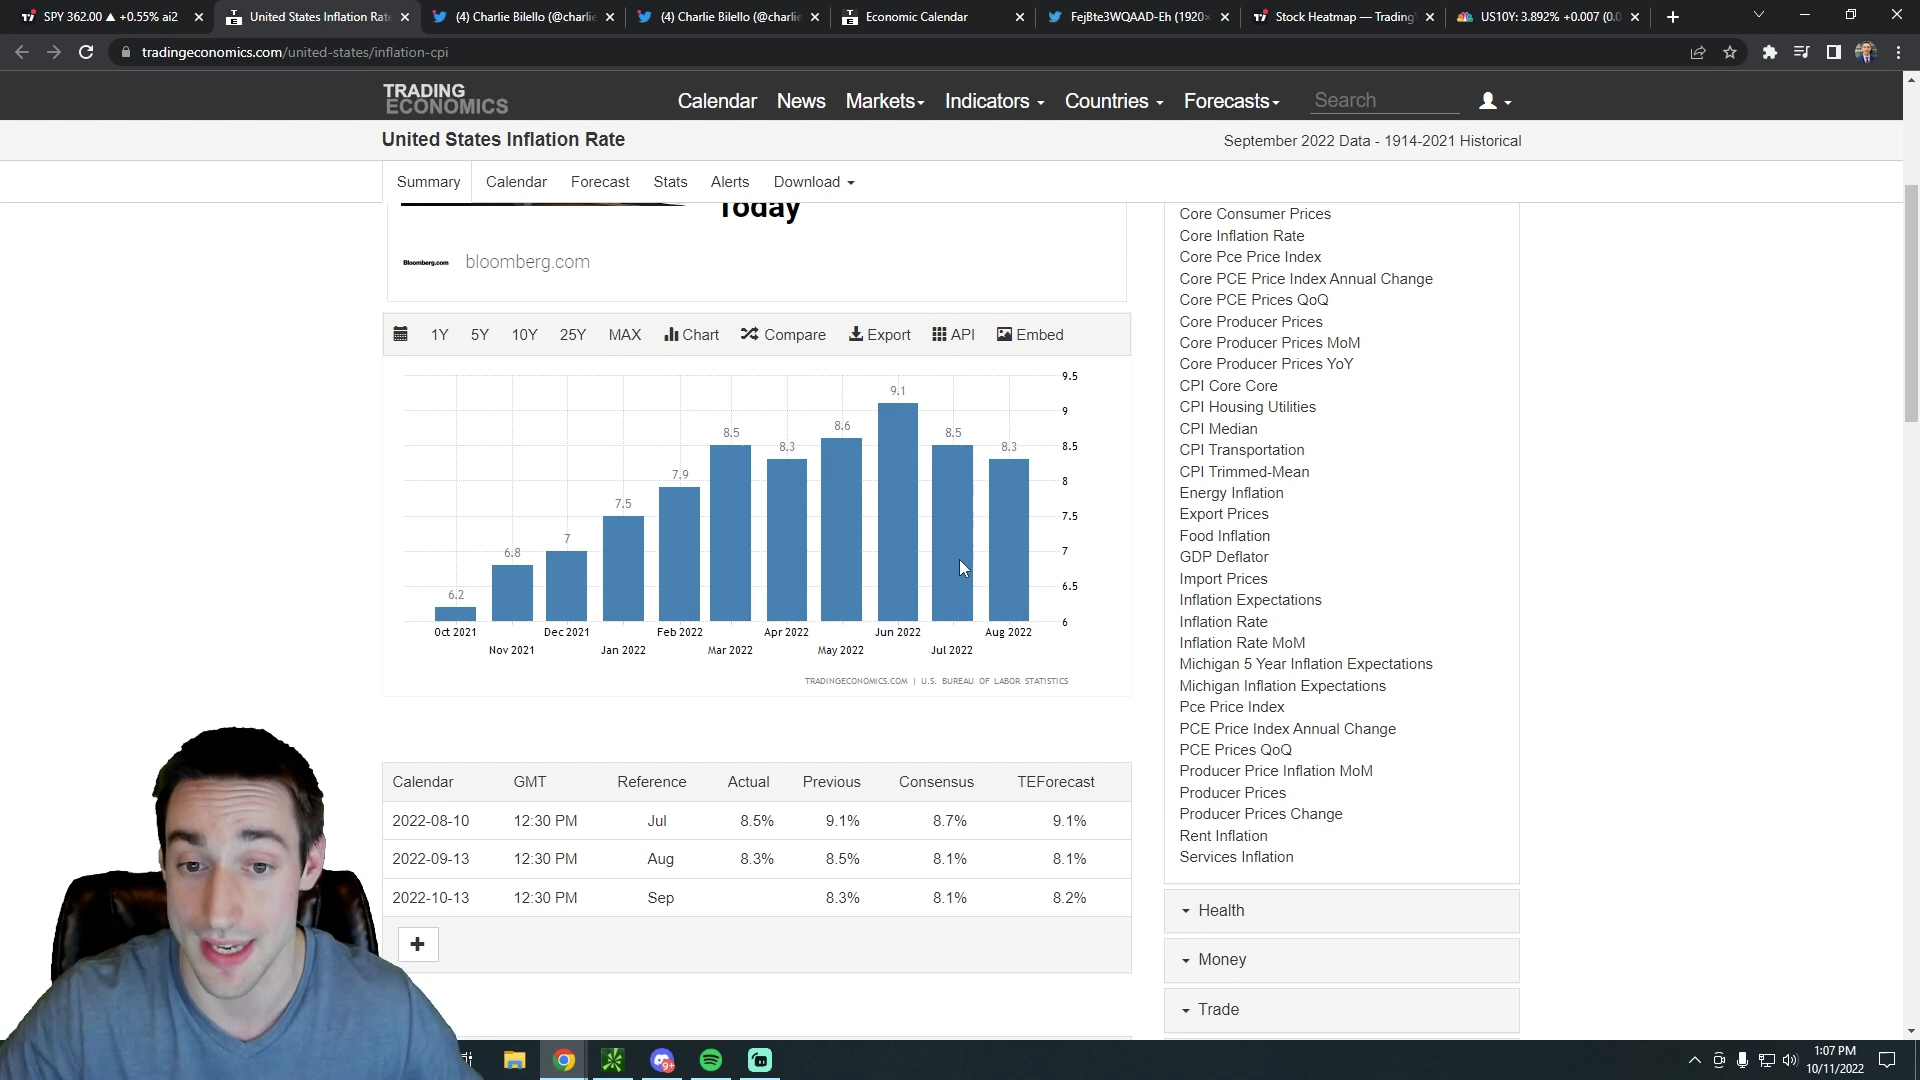 SPY 362.00 ▲ +0.55% ai2
United States Inflation Rate
(4) Charlie Bilello (@charlie
(4) Charlie Bilello (@charlie
Economic Calendar
FejBte3WQAAD-Eh (1920×
Stock Heatmap — Trading
US10Y: 3.892% +0.007 (0.0
tradingeconomics.com/united-states/inflation-cpi
TRADING
ECONOMICS
Calendar News Markets Indicators Countries Forecasts Search
United States Inflation Rate
September 2022 Data - 1914-2021 Historical
Summary Calendar Forecast Stats Alerts Download
Today
Bloomberg.com bloomberg.com
1Y 5Y 10Y 25Y MAX Chart Compare Export API Embed
9.5
9
8.5
8
7.5
7
6.5
6
6.2
6.8
7
7.5
7.9
8.5
8.3
8.6
9.1
8.5
8.3
Oct 2021
Nov 2021
Dec 2021
Jan 2022
Feb 2022
Mar 2022
Apr 2022
May 2022
Jun 2022
Jul 2022
Aug 2022
TRADINGECONOMICS.COM | U.S. BUREAU OF LABOR STATISTICS
Calendar GMT Reference Actual Previous Consensus TEForecast
2022-08-10 12:30 PM Jul 8.5% 9.1% 8.7% 9.1%
2022-09-13 12:30 PM Aug 8.3% 8.5% 8.1% 8.1%
2022-10-13 12:30 PM Sep 8.3% 8.1% 8.2%
+
Core Consumer Prices
Core Inflation Rate
Core Pce Price Index
Core PCE Price Index Annual Change
Core PCE Prices QoQ
Core Producer Prices
Core Producer Prices MoM
Core Producer Prices YoY
CPI Core Core
CPI Housing Utilities
CPI Median
CPI Transportation
CPI Trimmed-Mean
Energy Inflation
Export Prices
Food Inflation
GDP Deflator
Import Prices
Inflation Expectations
Inflation Rate
Inflation Rate MoM
Michigan 5 Year Inflation Expectations
Michigan Inflation Expectations
Pce Price Index
PCE Price Index Annual Change
PCE Prices QoQ
Producer Price Inflation MoM
Producer Prices
Producer Prices Change
Rent Inflation
Services Inflation
Health
Money
Trade
9+
1:07 PM
10/11/2022